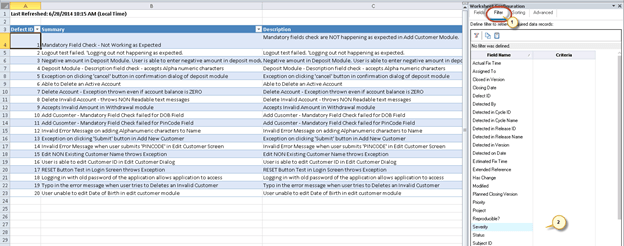 A B C
1 Last Refreshed: 6/28/2014 10:15 AM (Local Time)
2
3 Defect ID Summary Description
Mandatory fields check are NOT happening as expected in Add Customer Module.
4 1 Mandatory Field Check - Not Working as Expected
5 2 Logout test failed. 'Logging out not happening as expected. Logout test failed. 'Logging out not happening as expected.
6 3 Negative amount in Deposit Module. User is able to enter negative amount in deposit modu Negative amount in Deposit Module. User is able to enter negative amount in deposit
7 4 Deposit Module - Description field - accepts Alpha numeric characters Deposit Module - Description field - accepts Alpha numeric characters
8 5 Exception on clicking 'cancel' button in confirmation dialog of deposit module Exception on clicking 'cancel' button in confirmation dialog of deposit module
9 6 Able to Delete an Active Account Able to Delete an Active Account
10 7 Delete Account - Exception thrown even if account balance is ZERO Delete Account - Exception thrown even if account balance is ZERO
11 8 Delete Invalid Account - thows NON Readable text messages Delete Invalid Account - thows NON Readable text messages
12 9 Accepts Invalid Amount in Withdrawal module Accepts Invalid Amount in Withdrawal module
13 10 Add Cucomter - Mandatory Check failed for DOB Field Add Cucomter - Mandatory Check failed for DOB Field
14 11 Add Cucomter - Mandatory Check failed for PinCode Field Add Cucomter - Mandatory Check failed for PinCode Field
15 12 Invalid Error Message on adding Alphanumeric characters to Name Invalid Error Message on adding Alphanumeric characters to Name
16 13 Exception on clicking 'Submit' button in Add New Customer Exception on clicking 'Submit' button in Add New Customer
17 14 Invalid Error Message when user submits 'PINCODE' in Edit Customer Screen Invalid Error Message when user submits 'PINCODE' in Edit Customer Screen
18 15 Edit NON Existing Customer Name throws Exception Edit NON Existing Customer Name throws Exception
19 16 User is able to edit Customer ID in Edit Customer Dialog User is able to edit Customer ID in Edit Customer Dialog
20 17 RESET Button Test in Login Screen throws Exception RESET Button Test in Login Screen throws Exception
21 18 Logging in with old password of the application allows application to access Logging in with old password of the application allows application to access
22 19 Typo in the error message when user tries to Deletes an Invalid Customer Typo in the error message when user tries to Deletes an Invalid Customer
23 20 User unable to edit Date of Birth in edit Customer module User unable to edit Date of Birth in edit Customer module
Worksheet Configuration
Fields Filter Sorting Advanced
1
Define filter to data records:
No filter was defined.
Field Name Criteria
Actual Fix Time
Assigned To
Closed in Version
Closing Date
Defect ID
Detected By
Detected in Cycle ID
Detected in Cycle Name
Detected in Release ID
Detected in Release Name
Detected in Version
Detected on Date
Estimated Fix Time
Extended Reference
Has Change
Modified
Planned Closing Version
Priority
Project
Reproducible?
Severity 2
Status
Subject ID